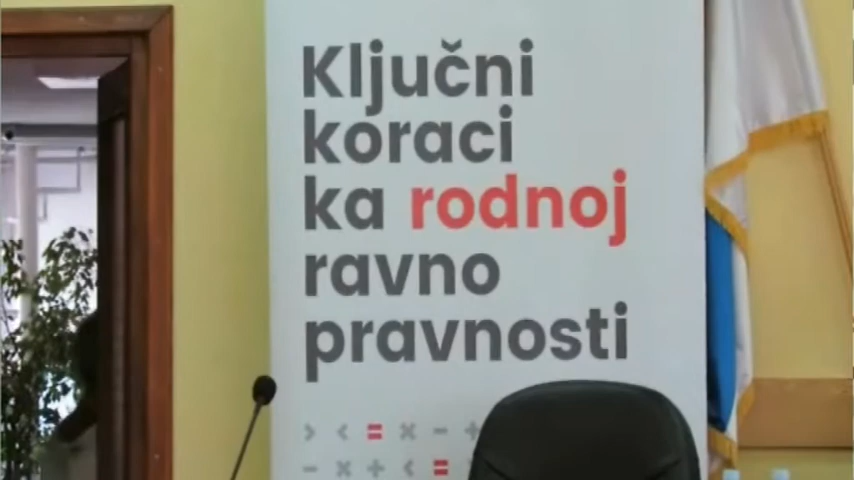 Ključni
koraci
ka rodnoj
ravno
pravnosti
> < = × − +
− × + < =